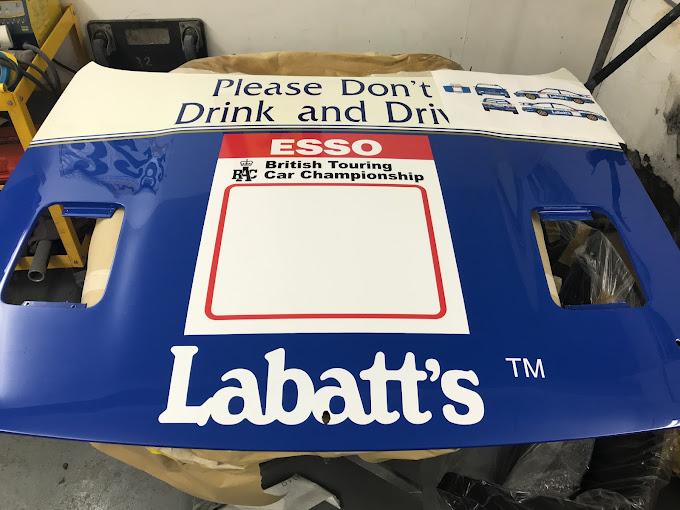 Please Don't
Drink and Driv
ESSO
RAC
British Touring
Car Championship
Labatt's
TM